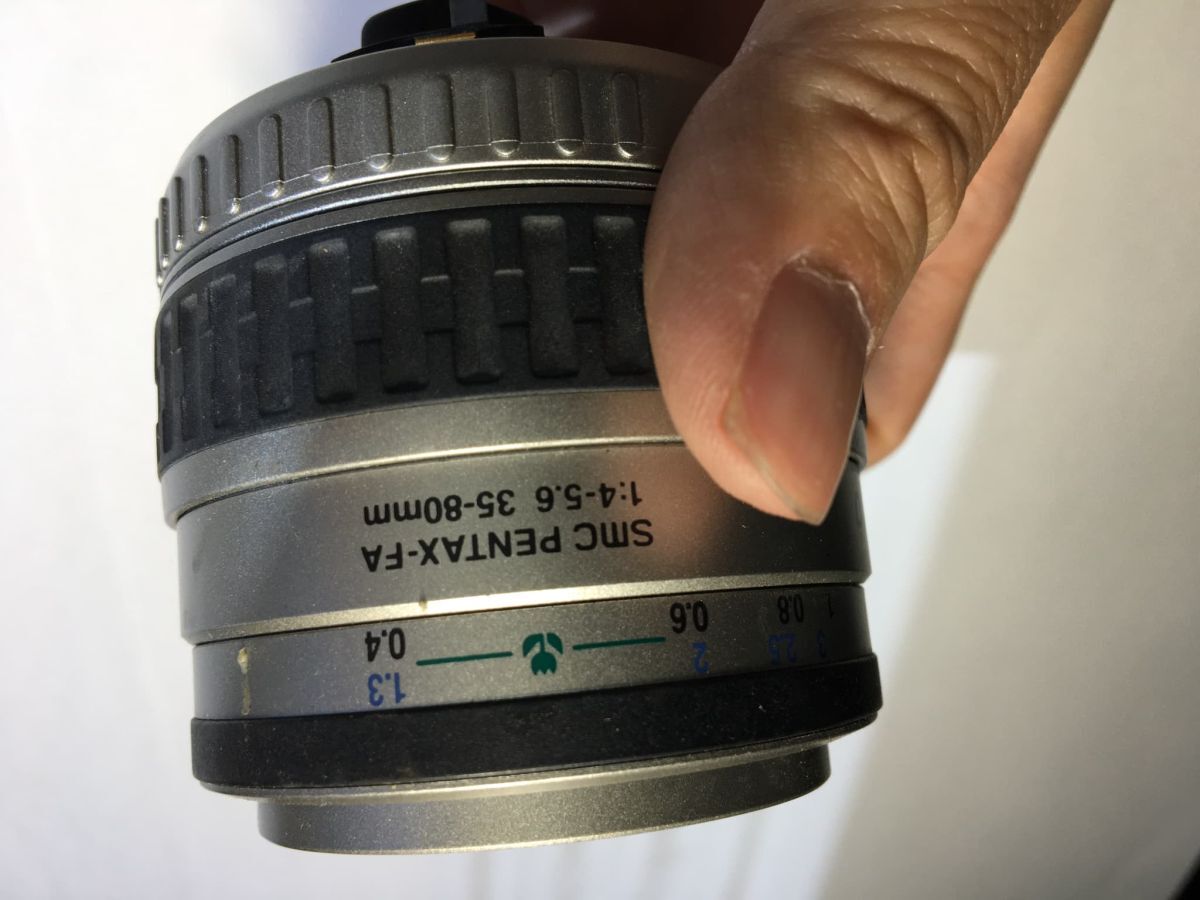 1.3 2 2.5 3
0.4 0.6 0.8 1
smc PENTAX-FA
1:4-5.6 35-80mm